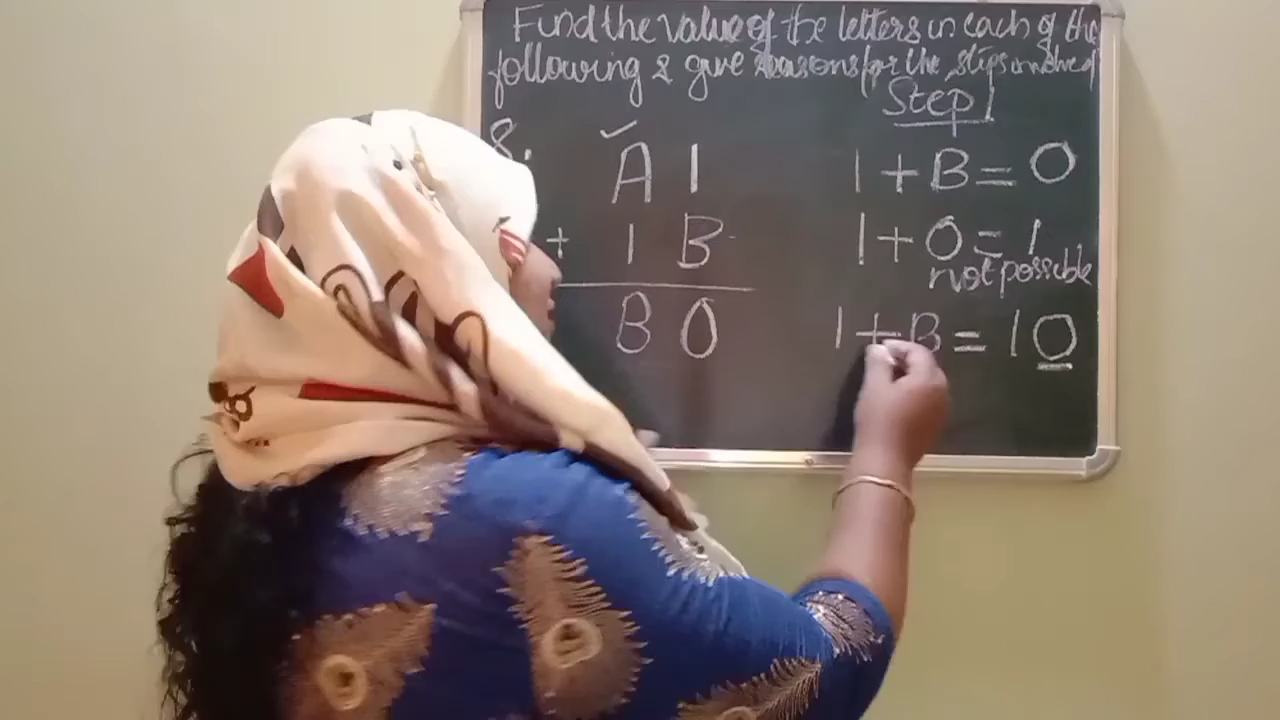 Find the value of the letters in each of the
following & give reasons for the steps involved
Step 1
8.
A 1
+ 1 B
B 0
1 + B = 0
1 + 0 = 1
not possible
1 + B = 10